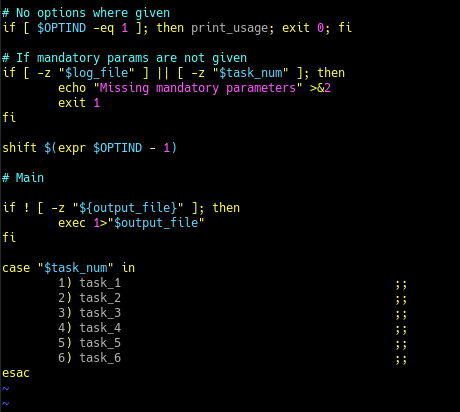 # No options where given
if [ $OPTIND -eq 1 ]; then print_usage; exit 0; fi
# If mandatory params are not given
if [ -z "$log_file" ] || [ -z "$task_num" ]; then
        echo "Missing mandatory parameters" >&2
        exit 1
fi
shift $(expr $OPTIND - 1)
# Main
if ! [ -z "${output_file}" ]; then
        exec 1>"$output_file"
fi
case "$task_num" in
        1) task_1                                        ;;
        2) task_2                                        ;;
        3) task_3                                        ;;
        4) task_4                                        ;;
        5) task_5                                        ;;
        6) task_6                                        ;;
esac
~
~